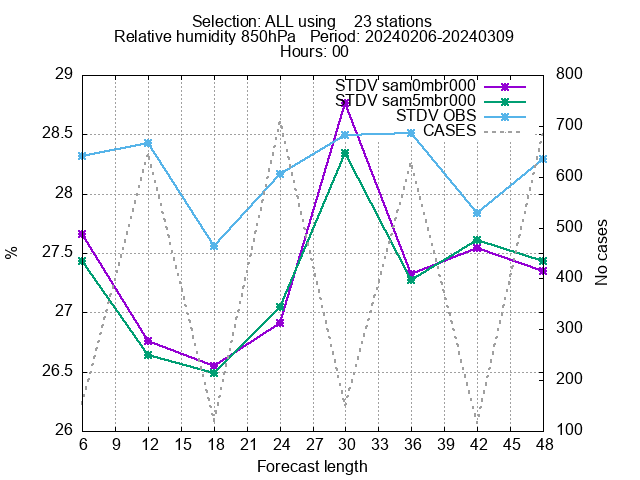 Selection: ALL using    23 stations
Relative humidity 850hPa   Period: 20240206-20240309
Hours: 00
STDV sam0mbr000
STDV sam5mbr000
STDV OBS
CASES
29
28.5
28
27.5
27
26.5
26
%
800
700
600
500
400
300
200
100
No cases
6 9 12 15 18 21 24 27 30 33 36 39 42 45 48
Forecast length